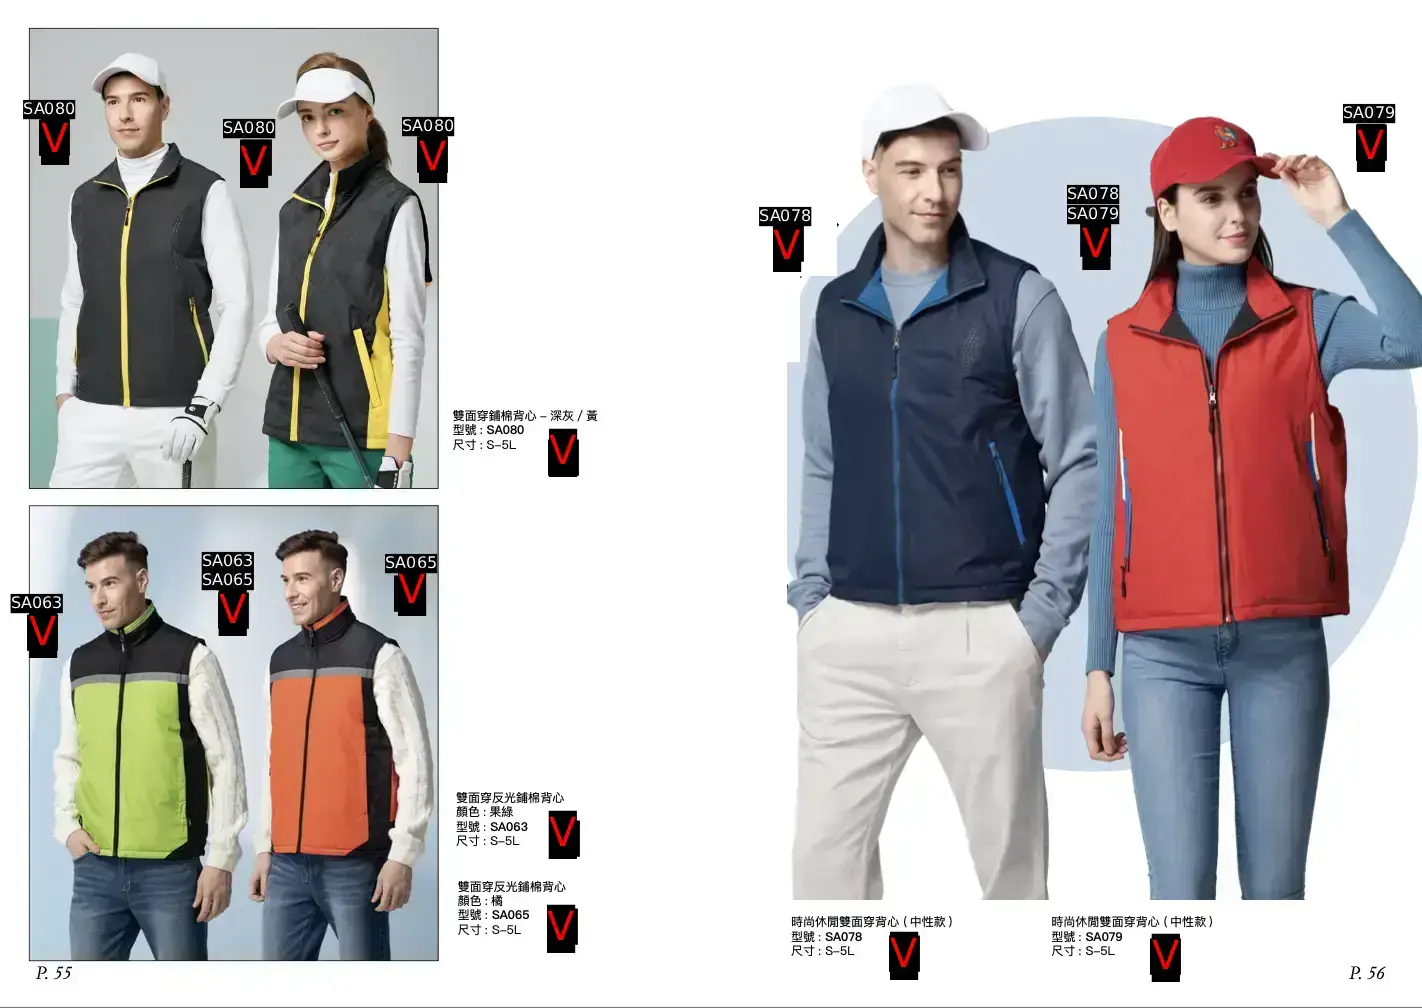 SA080
V
SA080
V
SA080
V
雙面穿鋪棉背心 – 深灰 / 黃
型號 : SA080
尺寸 : S–5L
V
SA063
V
SA063
SA065
V
SA065
V
雙面穿反光鋪棉背心
顏色 : 果綠
型號 : SA063
尺寸 : S–5L
V
雙面穿反光鋪棉背心
顏色 : 橘
型號 : SA065
尺寸 : S–5L
V
P. 55
SA078
V
SA078
SA079
V
SA079
V
時尚休閒雙面穿背心 ( 中性款 )
型號 : SA078
尺寸 : S–5L
V
時尚休閒雙面穿背心 ( 中性款 )
型號 : SA079
尺寸 : S–5L
V
P. 56